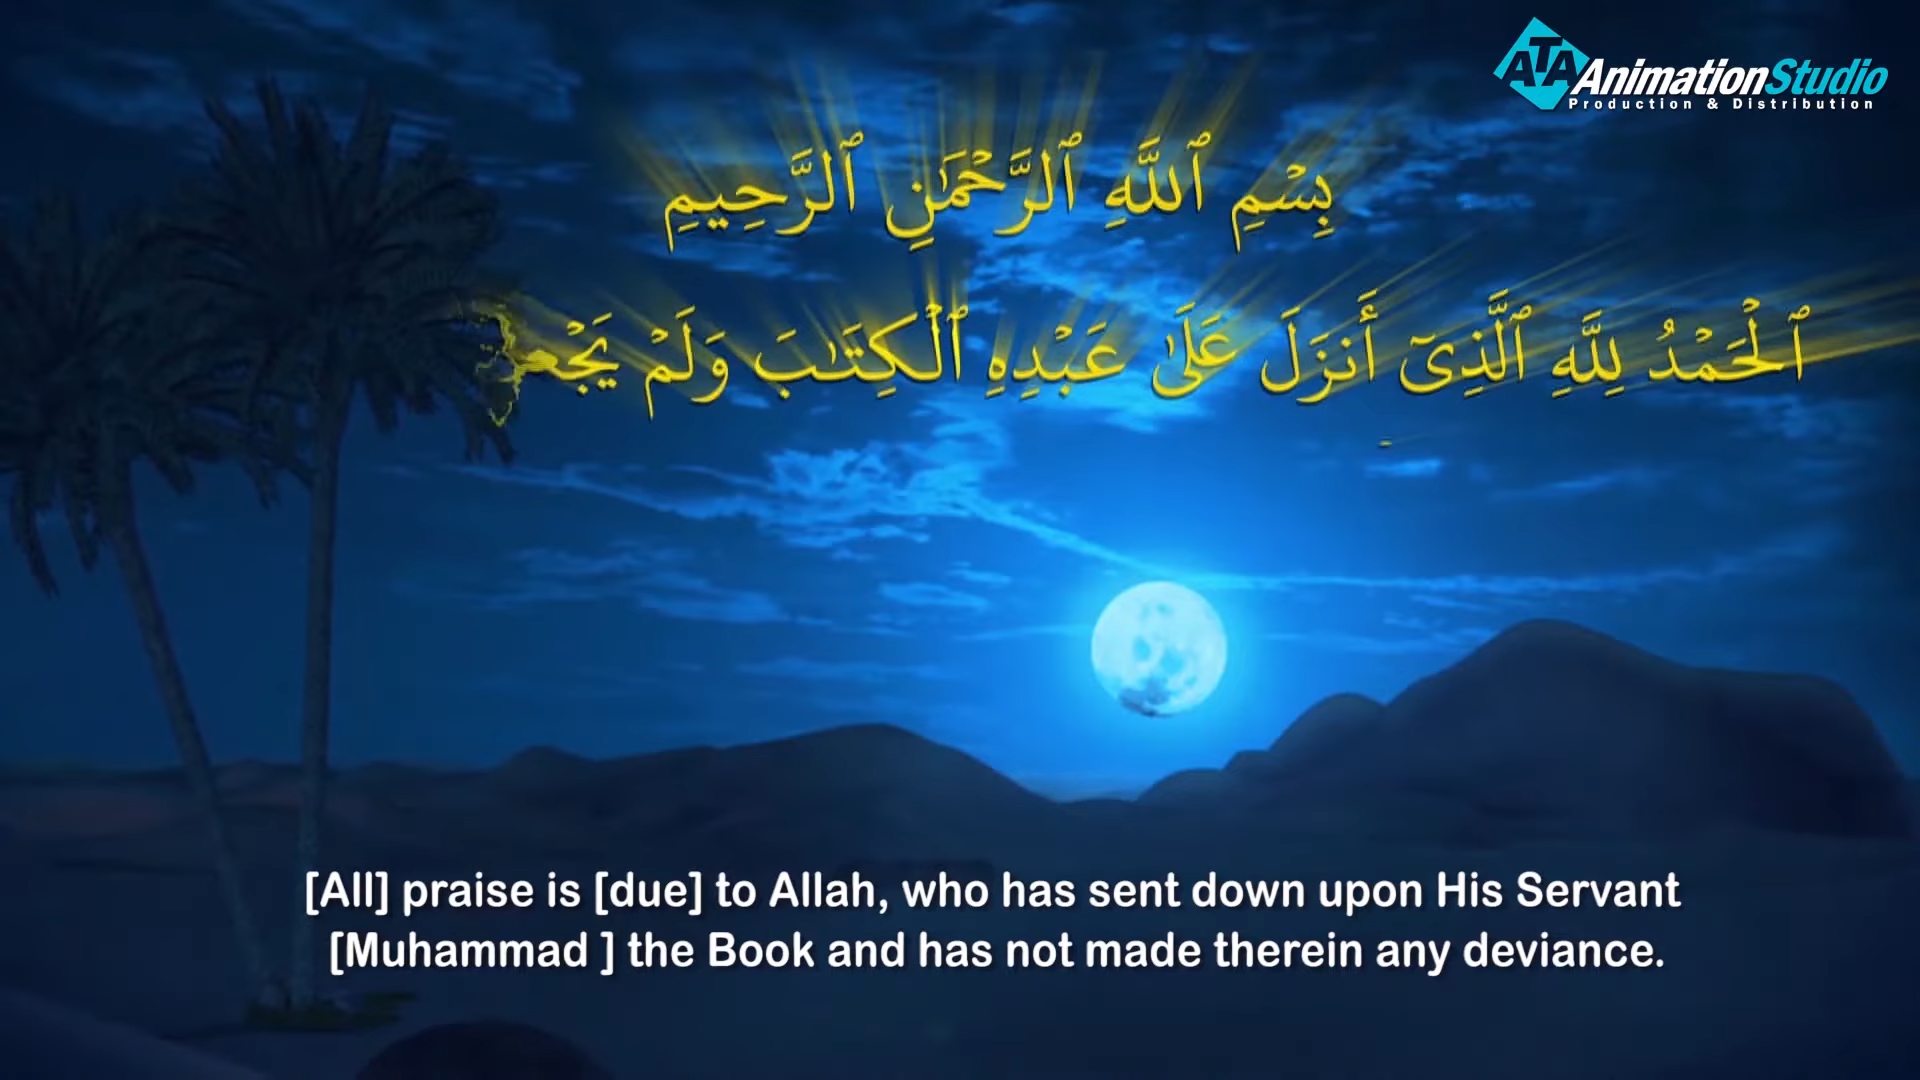 ATA AnimationStudio
Production & Distribution
بِسْمِ ٱللَّهِ ٱلرَّحْمَٰنِ ٱلرَّحِيمِ
ٱلْحَمْدُ لِلَّهِ ٱلَّذِىٓ أَنزَلَ عَلَىٰ عَبْدِهِ ٱلْكِتَـٰبَ وَلَمْ
[All] praise is [due] to Allah, who has sent down upon His Servant
[Muhammad ] the Book and has not made therein any deviance.